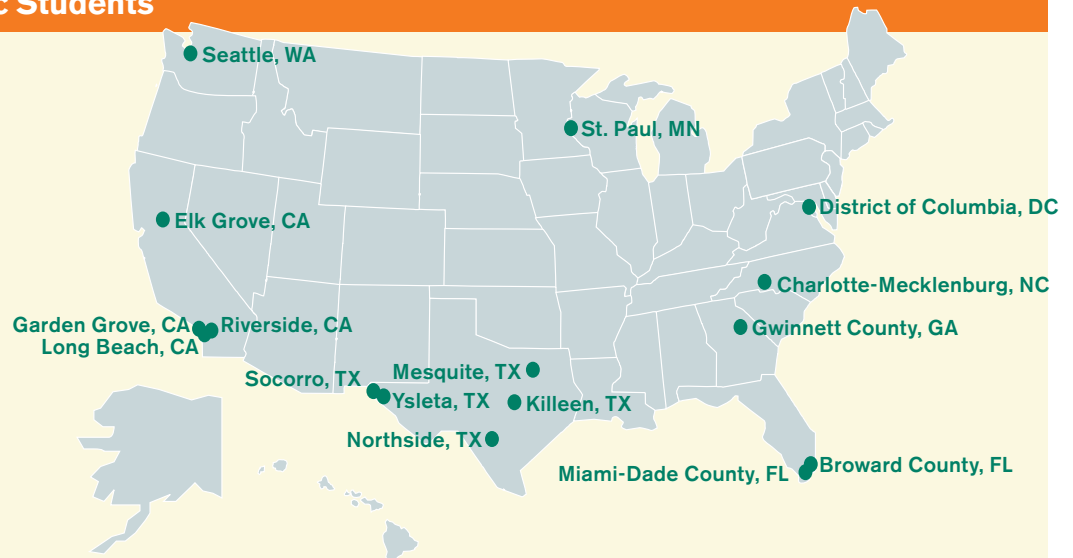 c Students
Seattle, WA
St. Paul, MN
District of Columbia, DC
Elk Grove, CA
Charlotte-Mecklenburg, NC
Garden Grove, CA
Riverside, CA
Gwinnett County, GA
Long Beach, CA
Mesquite, TX
Socorro, TX
Ysleta, TX
Killeen, TX
Northside, TX
Broward County, FL
Miami-Dade County, FL